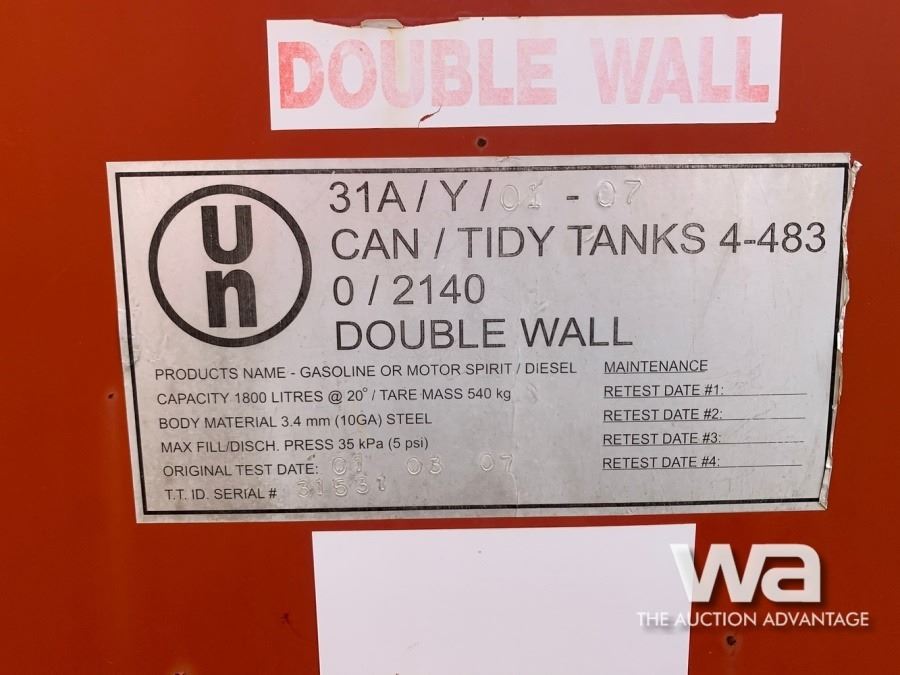 DOUBLE WALL
un
31A / Y / 01 - 07
CAN / TIDY TANKS 4-483
0 / 2140
DOUBLE WALL
PRODUCTS NAME - GASOLINE OR MOTOR SPIRIT / DIESEL
CAPACITY 1800 LITRES @ 20° / TARE MASS 540 kg
BODY MATERIAL 3.4 mm (10GA) STEEL
MAX FILL/DISCH. PRESS 35 kPa (5 psi)
ORIGINAL TEST DATE: 01 03 07
T.T. ID. SERIAL # 31531
MAINTENANCE
RETEST DATE #1:
RETEST DATE #2:
RETEST DATE #3:
RETEST DATE #4:
wa
THE AUCTION ADVANTAGE